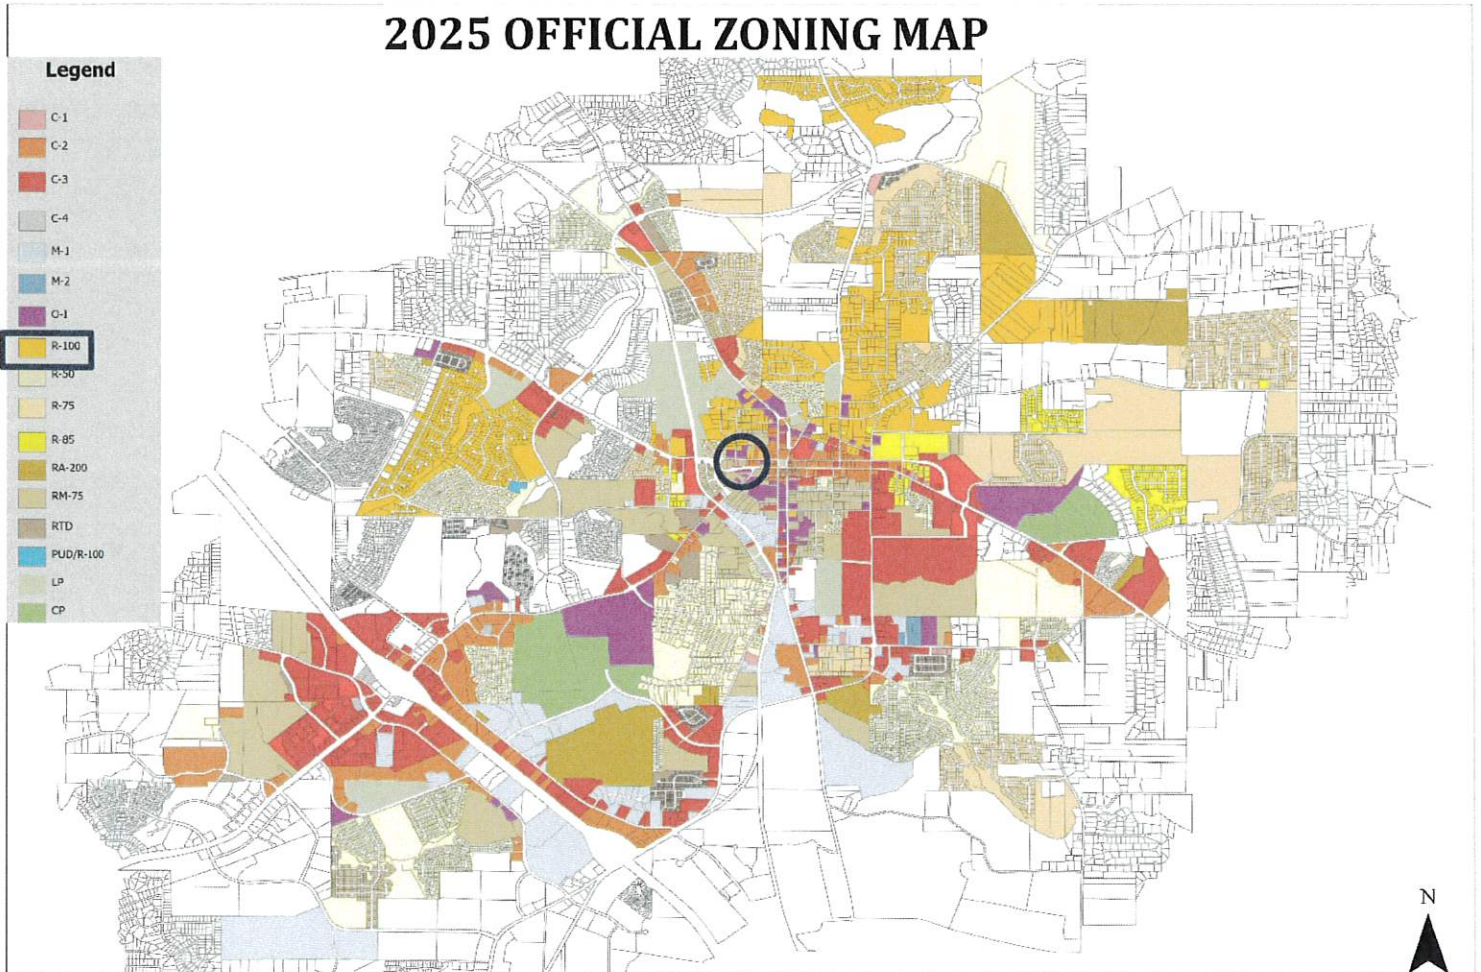 2025 OFFICIAL ZONING MAP
Legend
C-1
C-2
C-3
C-4
M-1
M-2
O-1
R-100
R-50
R-75
R-85
RA-200
RM-75
RTD
PUD/R-100
LP
CP
N